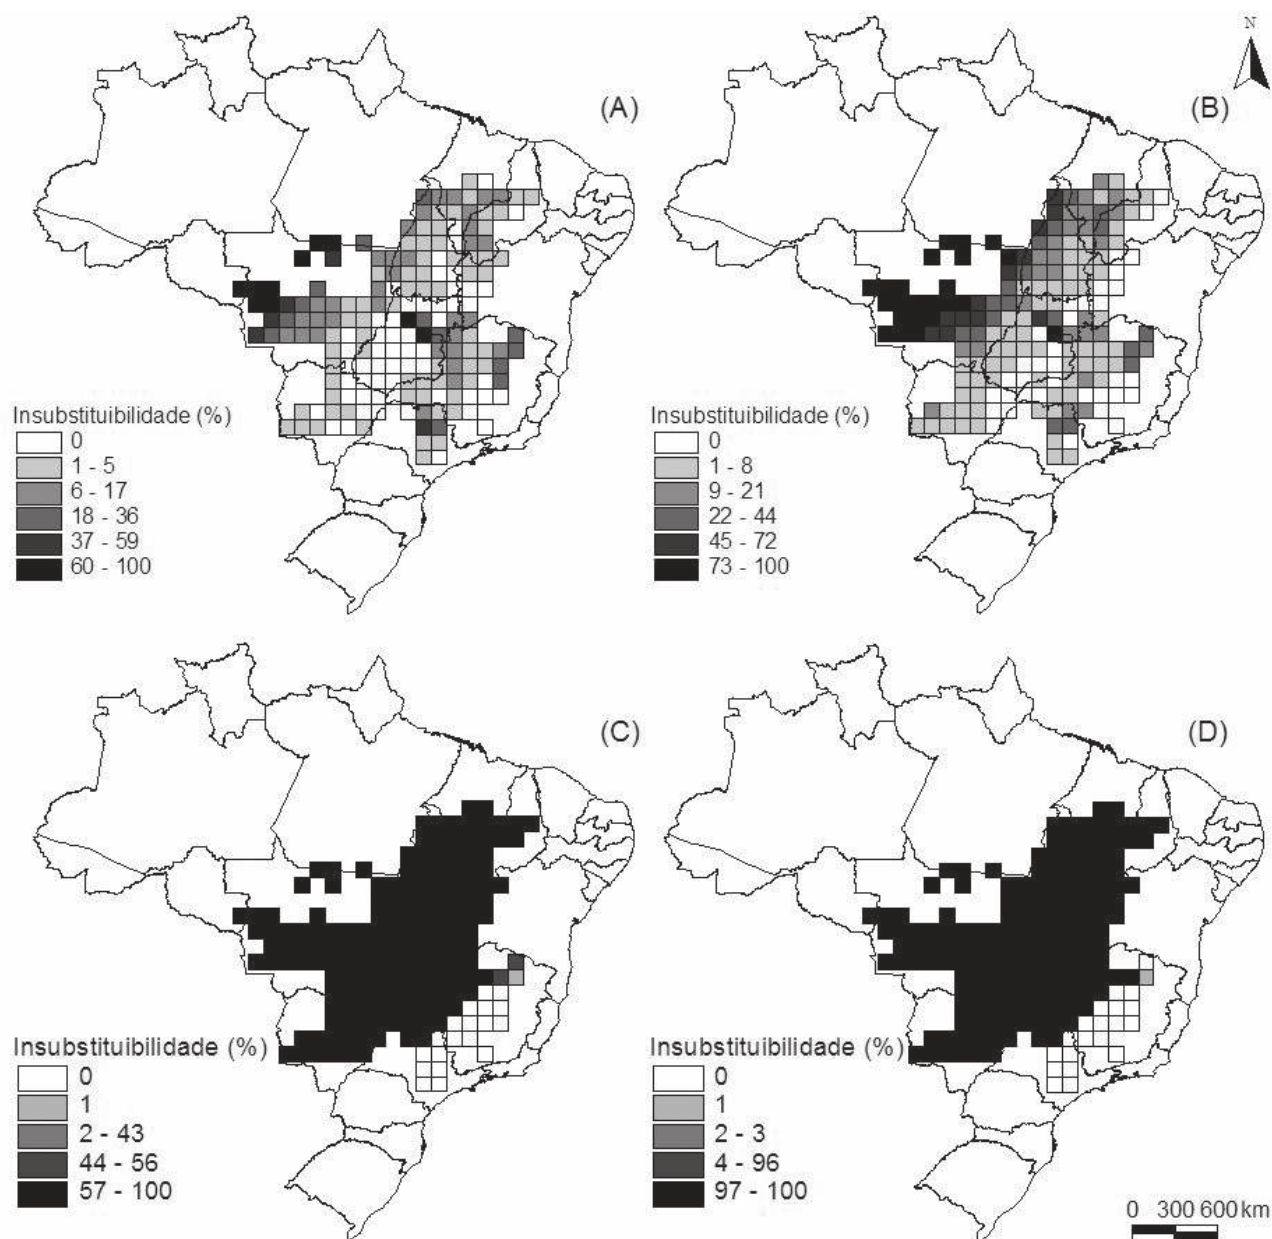 N
(A)
(B)
Insubstituibilidade (%)
0
1 - 5
6 - 17
18 - 36
37 - 59
60 - 100
Insubstituibilidade (%)
0
1 - 8
9 - 21
22 - 44
45 - 72
73 - 100
(C)
(D)
Insubstituibilidade (%)
0
1
2 - 43
44 - 56
57 - 100
Insubstituibilidade (%)
0
1
2 - 3
4 - 96
97 - 100
0 300 600 km